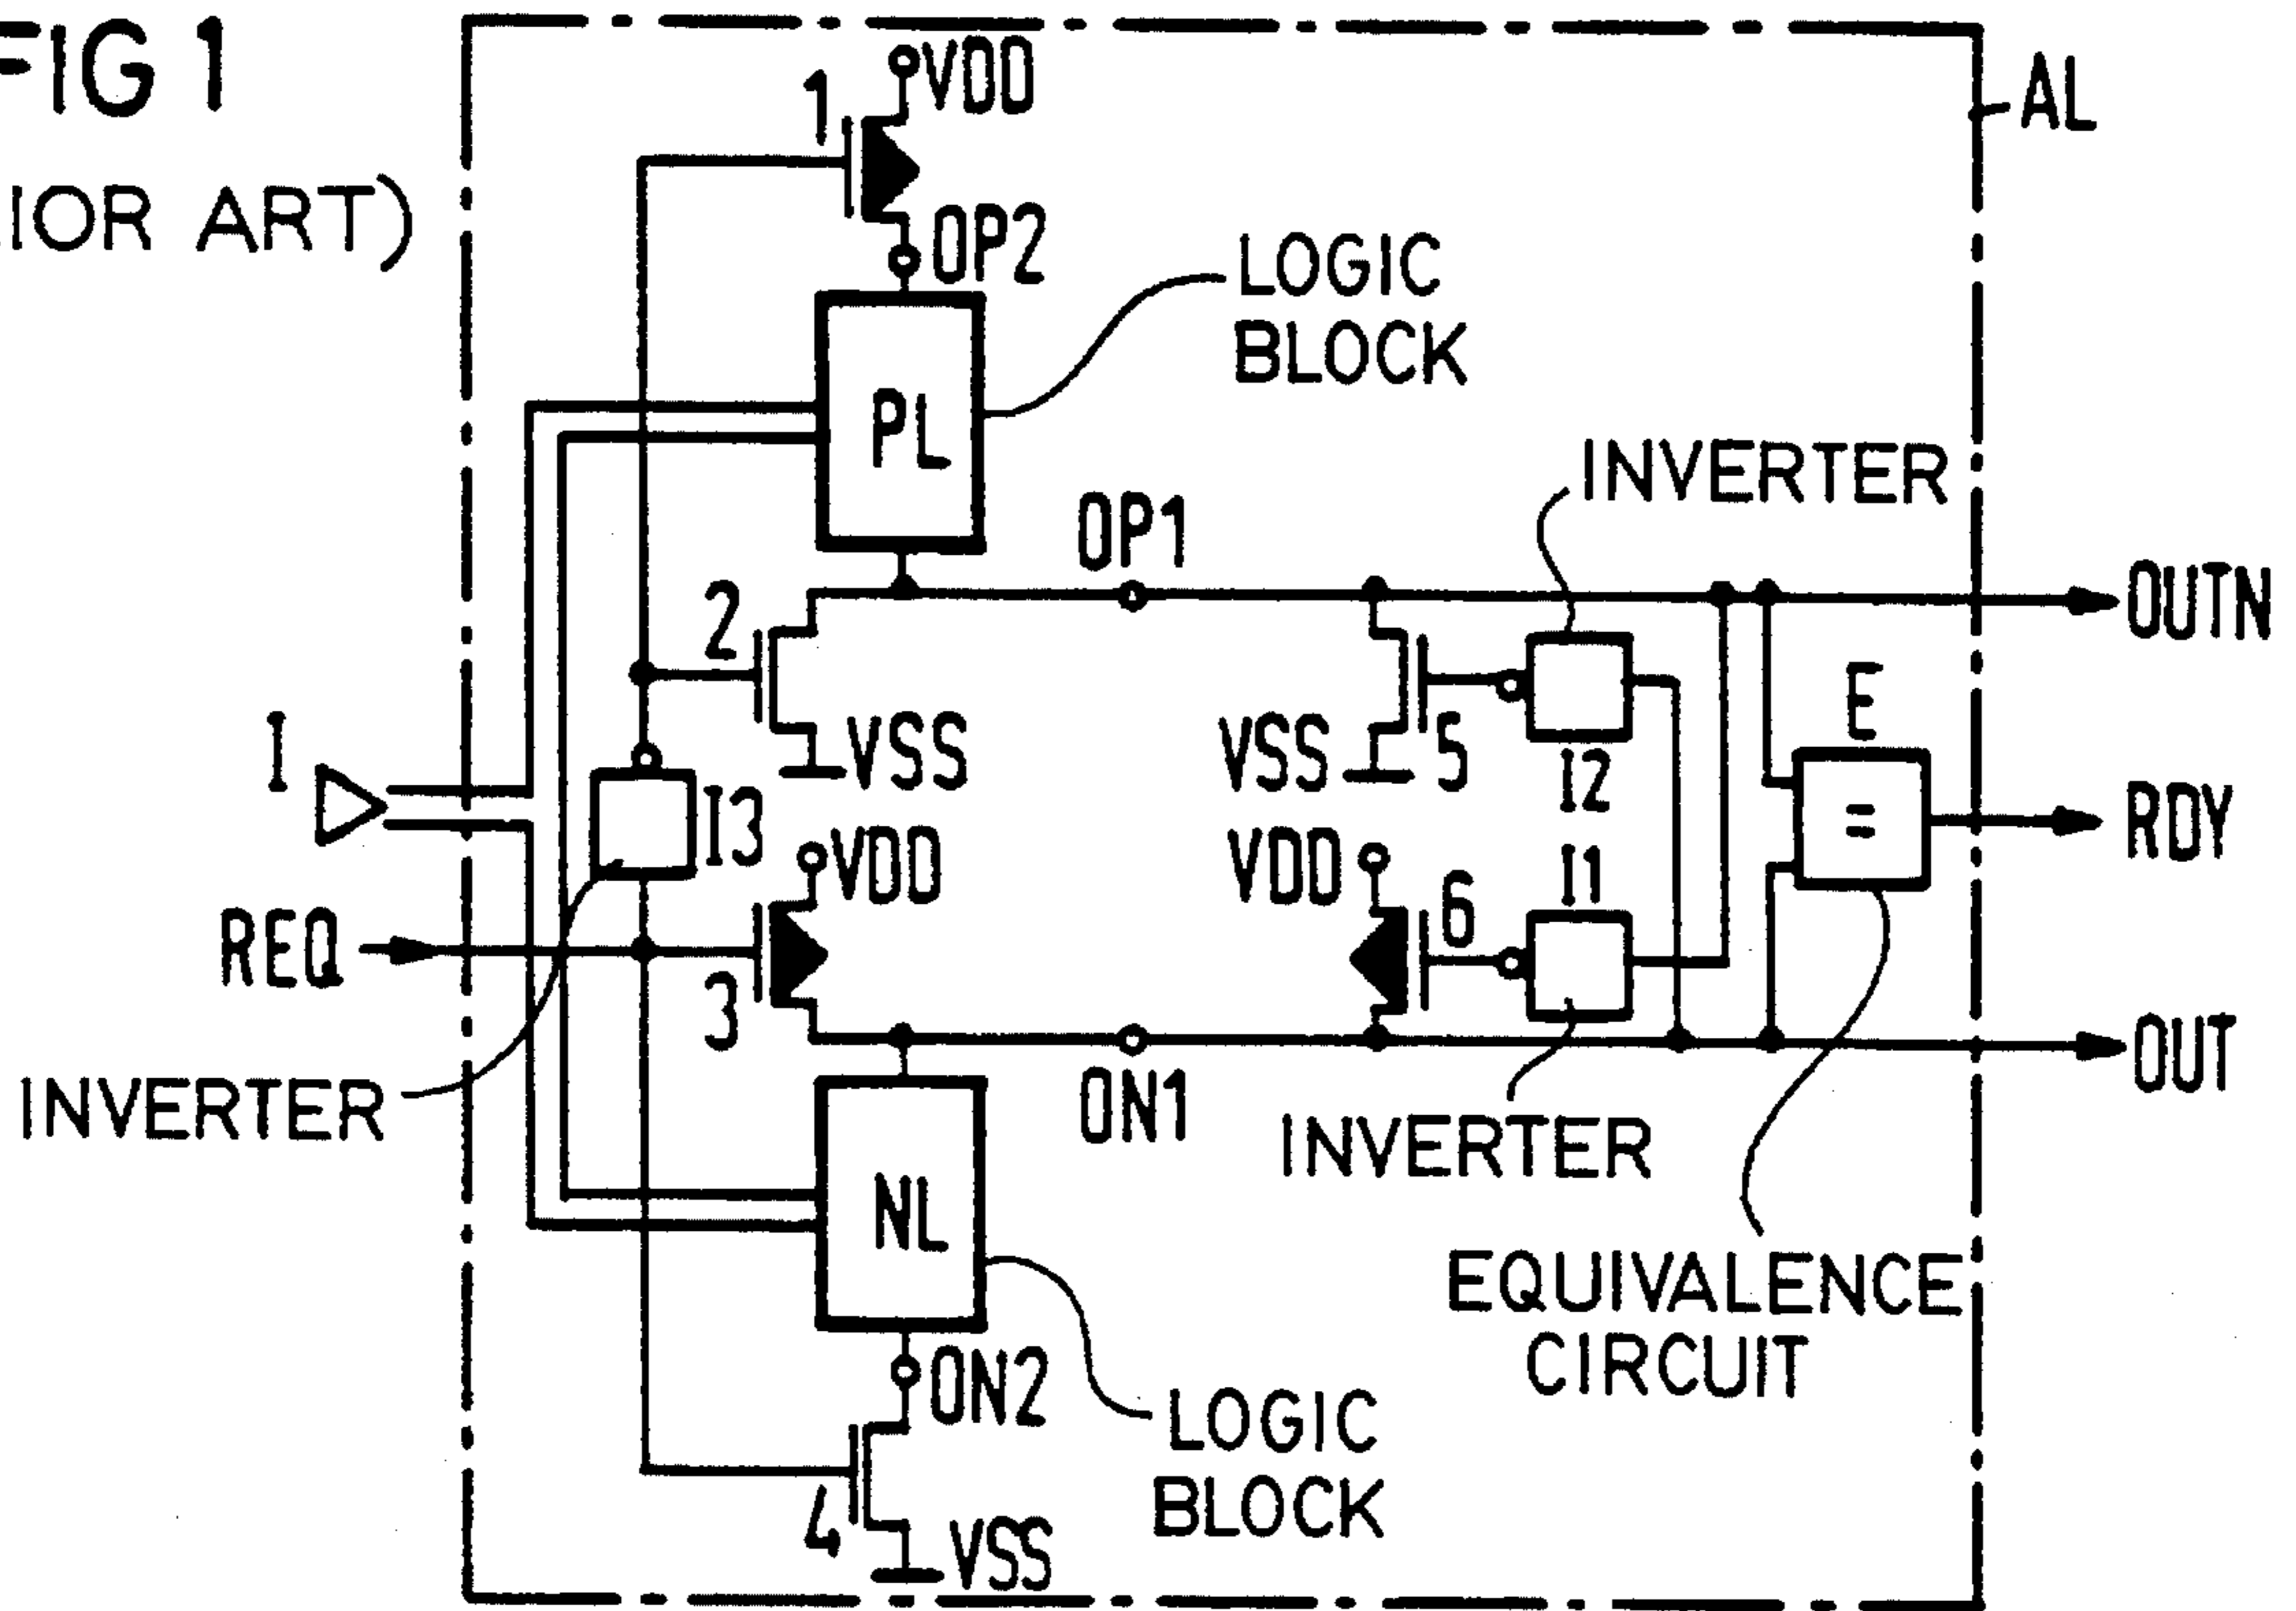 FIG 1
VDD
1
AL
IOR ART)
OP2
LOGIC
BLOCK
PL
INVERTER
OP1
OUTN
2
E
I
VSS
VSS
5
I2
I3
=
RDY
VDD
VDD
I1
6
REQ
3
OUT
INVERTER
ON1
INVERTER
NL
EQUIVALENCE
CIRCUIT
ON2
LOGIC
BLOCK
4
VSS